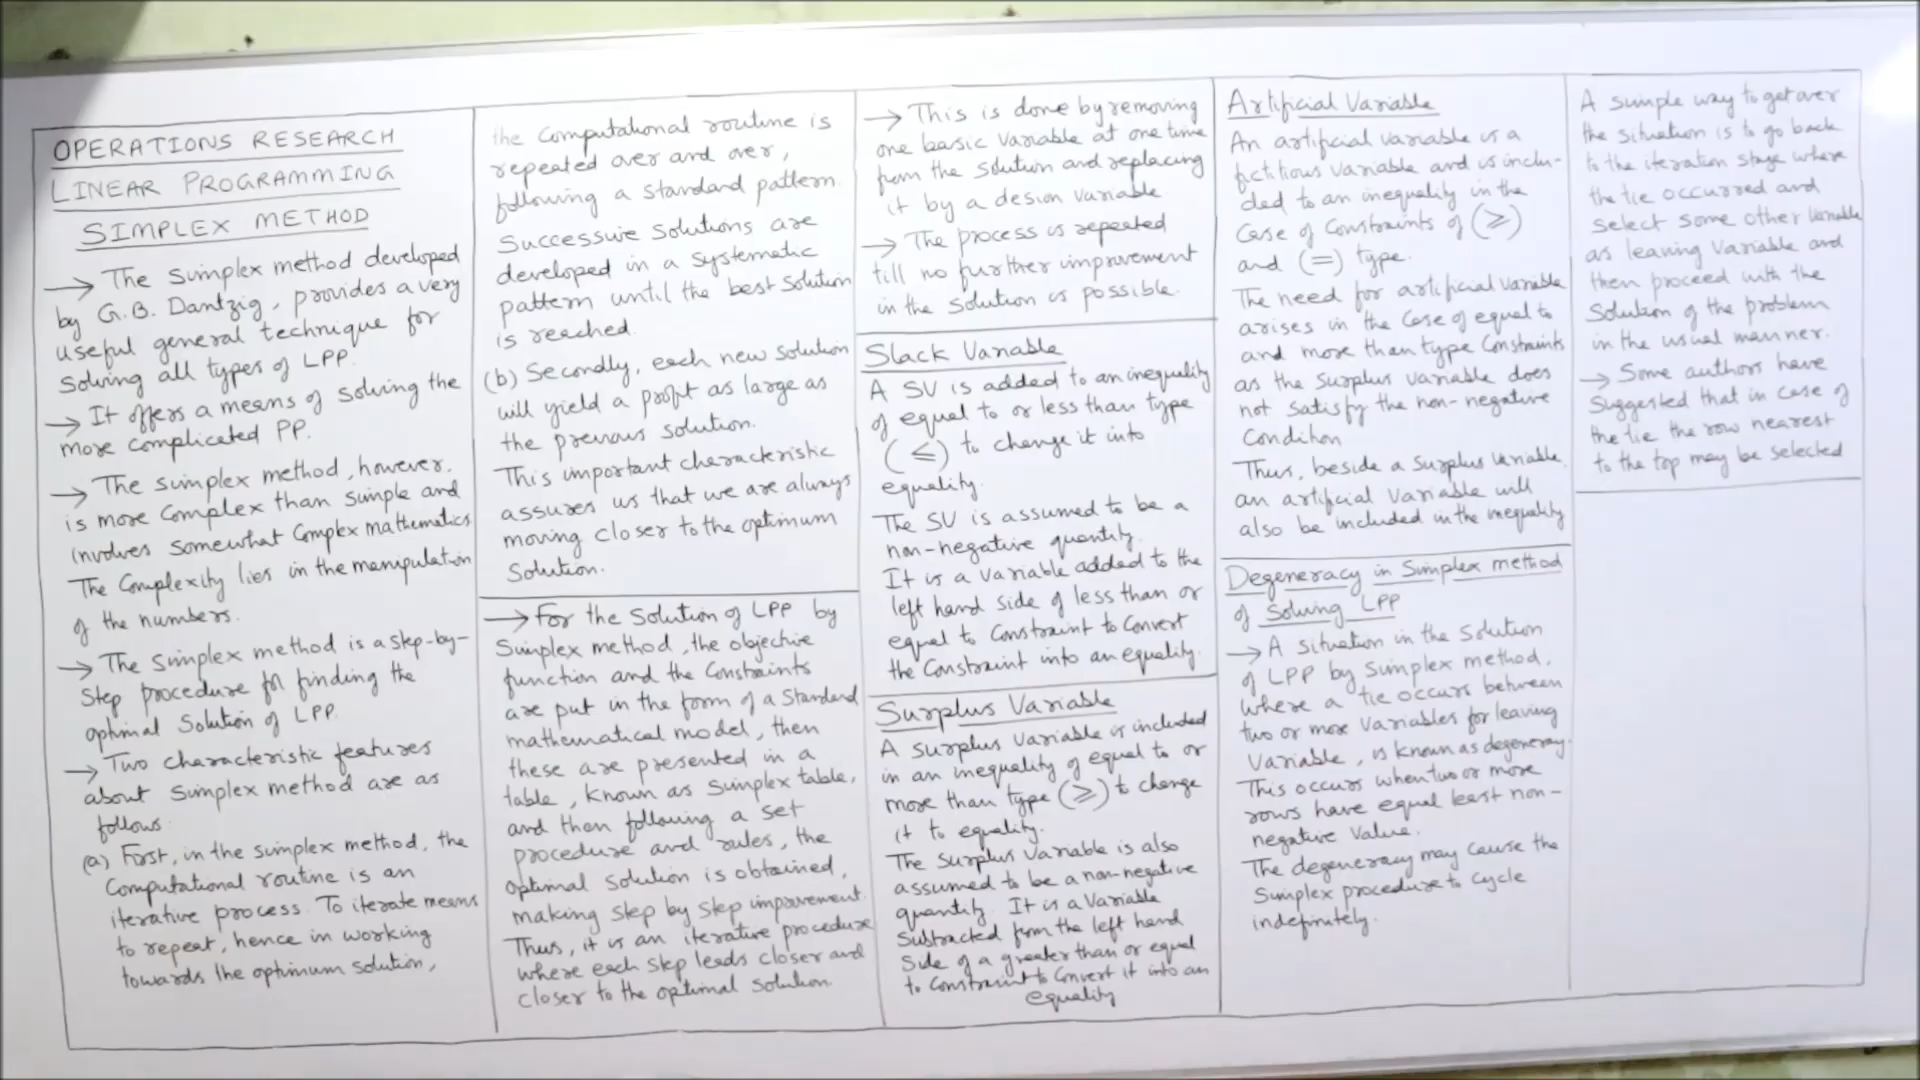 OPERATIONS RESEARCH
LINEAR PROGRAMMING
SIMPLEX METHOD
→ The simplex method developed
by G.B. Dantzig, provides a very
useful general technique for
solving all types of LPP.
→ It offers a means of solving the
more complicated PP.
→ The simplex method, however,
is more complex than simple and
involves somewhat complex mathematics
The complexity lies in the manipulation
of the numbers.
→ The simplex method is a step-by-
step procedure for finding the
optimal solution of LPP.
→ Two characteristic features
about simplex method are as
follows.
(a) First, in the simplex method, the
computational routine is an
iterative process. To iterate means
to repeat, hence in working
towards the optimum solution,
the computational routine is
repeated over and over,
following a standard pattern.
Successive solutions are
developed in a systematic
pattern until the best solution
is reached.
(b) Secondly, each new solution
will yield a profit as large as
the previous solution.
This important characteristic
assures us that we are always
moving closer to the optimum
solution.
→ For the solution of LPP by
simplex method, the objective
function and the constraints
are put in the form of a standard
mathematical model, then
these are presented in a
table, known as simplex table,
and then following a set
procedure and rules, the
optimal solution is obtained,
making step by step improvement.
Thus, it is an iterative procedure
where each step leads closer and
closer to the optimal solution.
→ This is done by removing
one basic variable at one time
from the solution and replacing
it by a design variable
→ The process is repeated
till no further improvement
in the solution is possible.
Slack Variable
A SV is added to an inequality
of equal to or less than type
(≤) to change it into
equality.
The SV is assumed to be a
non-negative quantity.
It is a variable added to the
left hand side of less than or
equal to constraint to convert
the constraint into an equality.
Surplus Variable
A surplus variable is included
in an inequality of equal to or
more than type (≥) to change
it to equality.
The surplus variable is also
assumed to be a non-negative
quantity. It is a variable
substracted from the left hand
side of a greater than or equal
to constraint to convert it into an
equality
Artificial Variable
An artificial variable is a
fictitious variable and is inclu-
ded to an inequality in the
case of constraints of (≥)
and (=) type.
The need for artificial variable
arises in the case of equal to
and more than type constraints
as the surplus variable does
not satisfy the non-negative
condition
Thus, beside a surplus variable,
an artificial variable will
also be included in the inequality
Degeneracy in simplex method
of solving LPP
→ A situation in the solution
of LPP by simplex method,
where a tie occurs between
two or more variables for leaving
variable, is known as degeneracy.
This occurs when two or more
rows have equal least non-
negative value.
The degeneracy may cause the
simplex procedure to cycle
indefinitely.
A simple way to get over
the situation is to go back
to the iteration stage where
the tie occurred and
select some other variable
as leaving variable and
then proceed with the
solution of the problem
in the usual manner.
→ Some authors have
suggested that in case of
the tie the row nearest
to the top may be selected